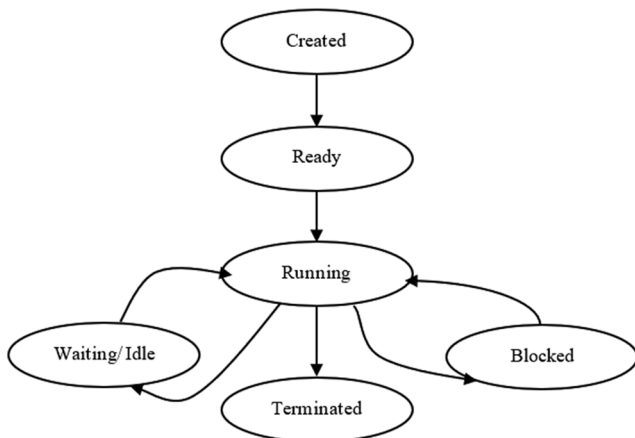 Created
Ready
Running
Waiting/ Idle
Blocked
Terminated